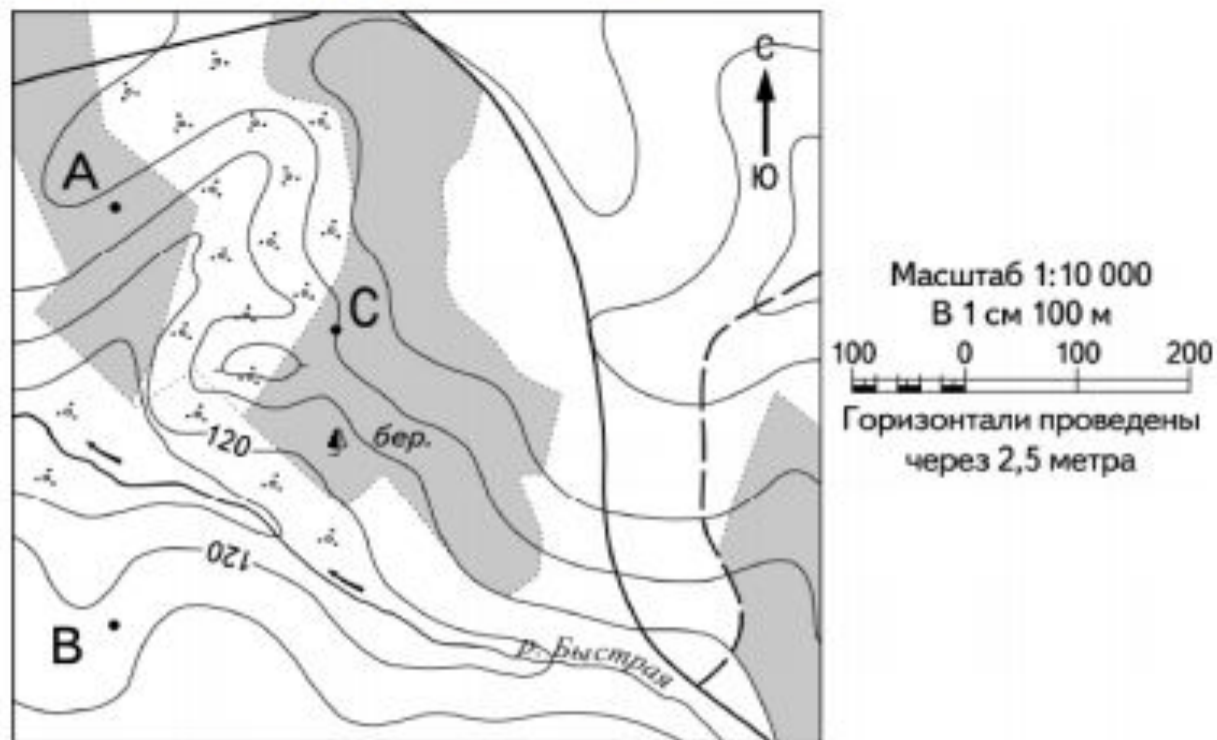 С
Ю
А
С
бер.
120
120
В
р. Быстрая
Масштаб 1:10 000
В 1 см 100 м
100 0 100 200
Горизонтали проведены
через 2,5 метра